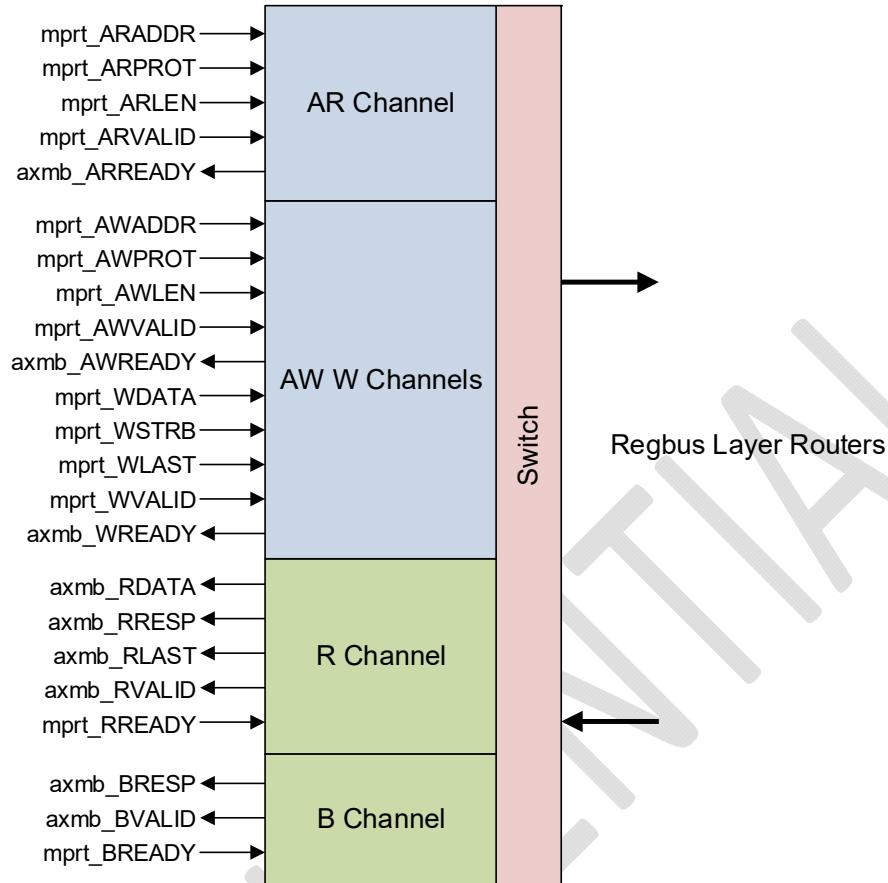 mprt_ARADDR
mprt_ARPROT
mprt_ARLEN
mprt_ARVALID
axmb_ARREADY
AR Channel
mprt_AWADDR
mprt_AWPROT
mprt_AWLEN
mprt_AWVALID
axmb_AWREADY
mprt_WDATA
mprt_WSTRB
mprt_WLAST
mprt_WVALID
axmb_WREADY
AW W Channels
axmb_RDATA
axmb_RRESP
axmb_RLAST
axmb_RVALID
mprt_RREADY
R Channel
axmb_BRESP
axmb_BVALID
mprt_BREADY
B Channel
Switch
Regbus Layer Routers
ENTIAL